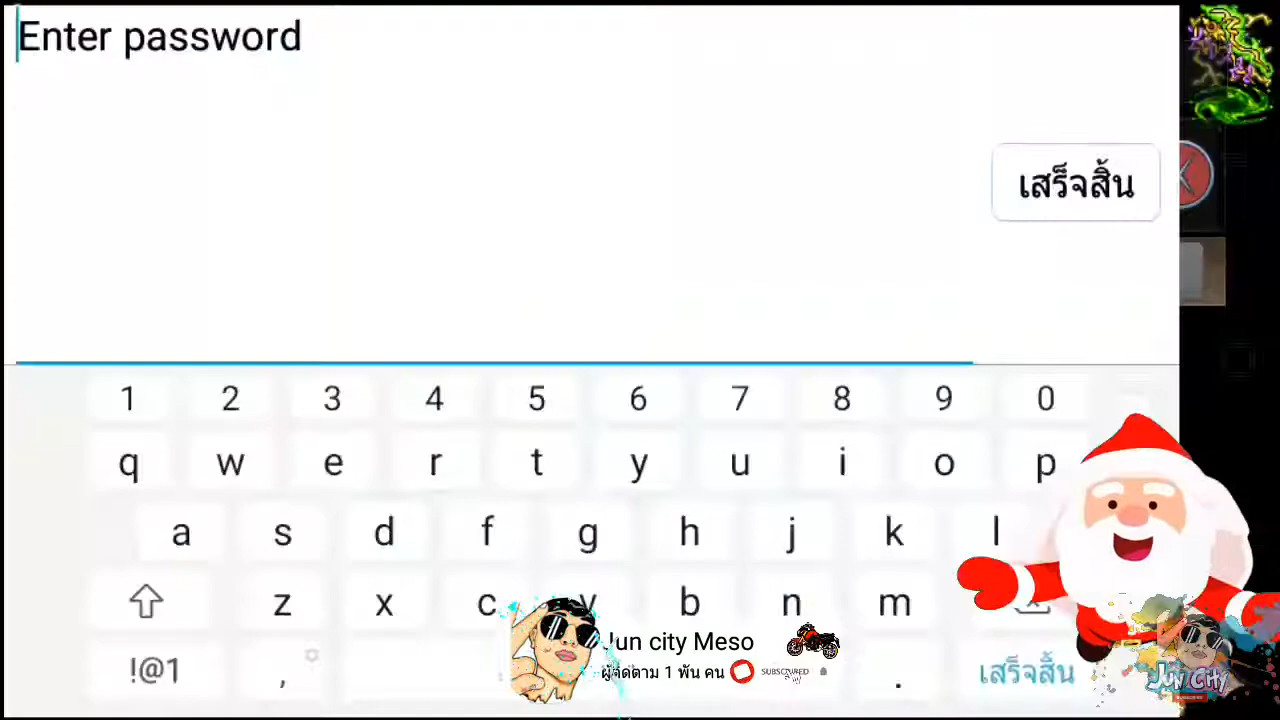 Enter password
เสร็จสิ้น
1 2 3 4 5 6 7 8 9 0
q w e r t y u i o p
a s d f g h j k l
z x c v b n m
!@1 , . เสร็จสิ้น
Jun city Meso
ผู้ติดตาม 1 พัน คน SUBSCRIBED
JUN CITY